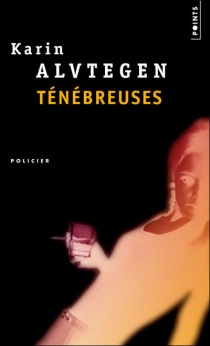 POINTS
Karin
ALVTEGEN
TÉNÉBREUSES
POLICIER